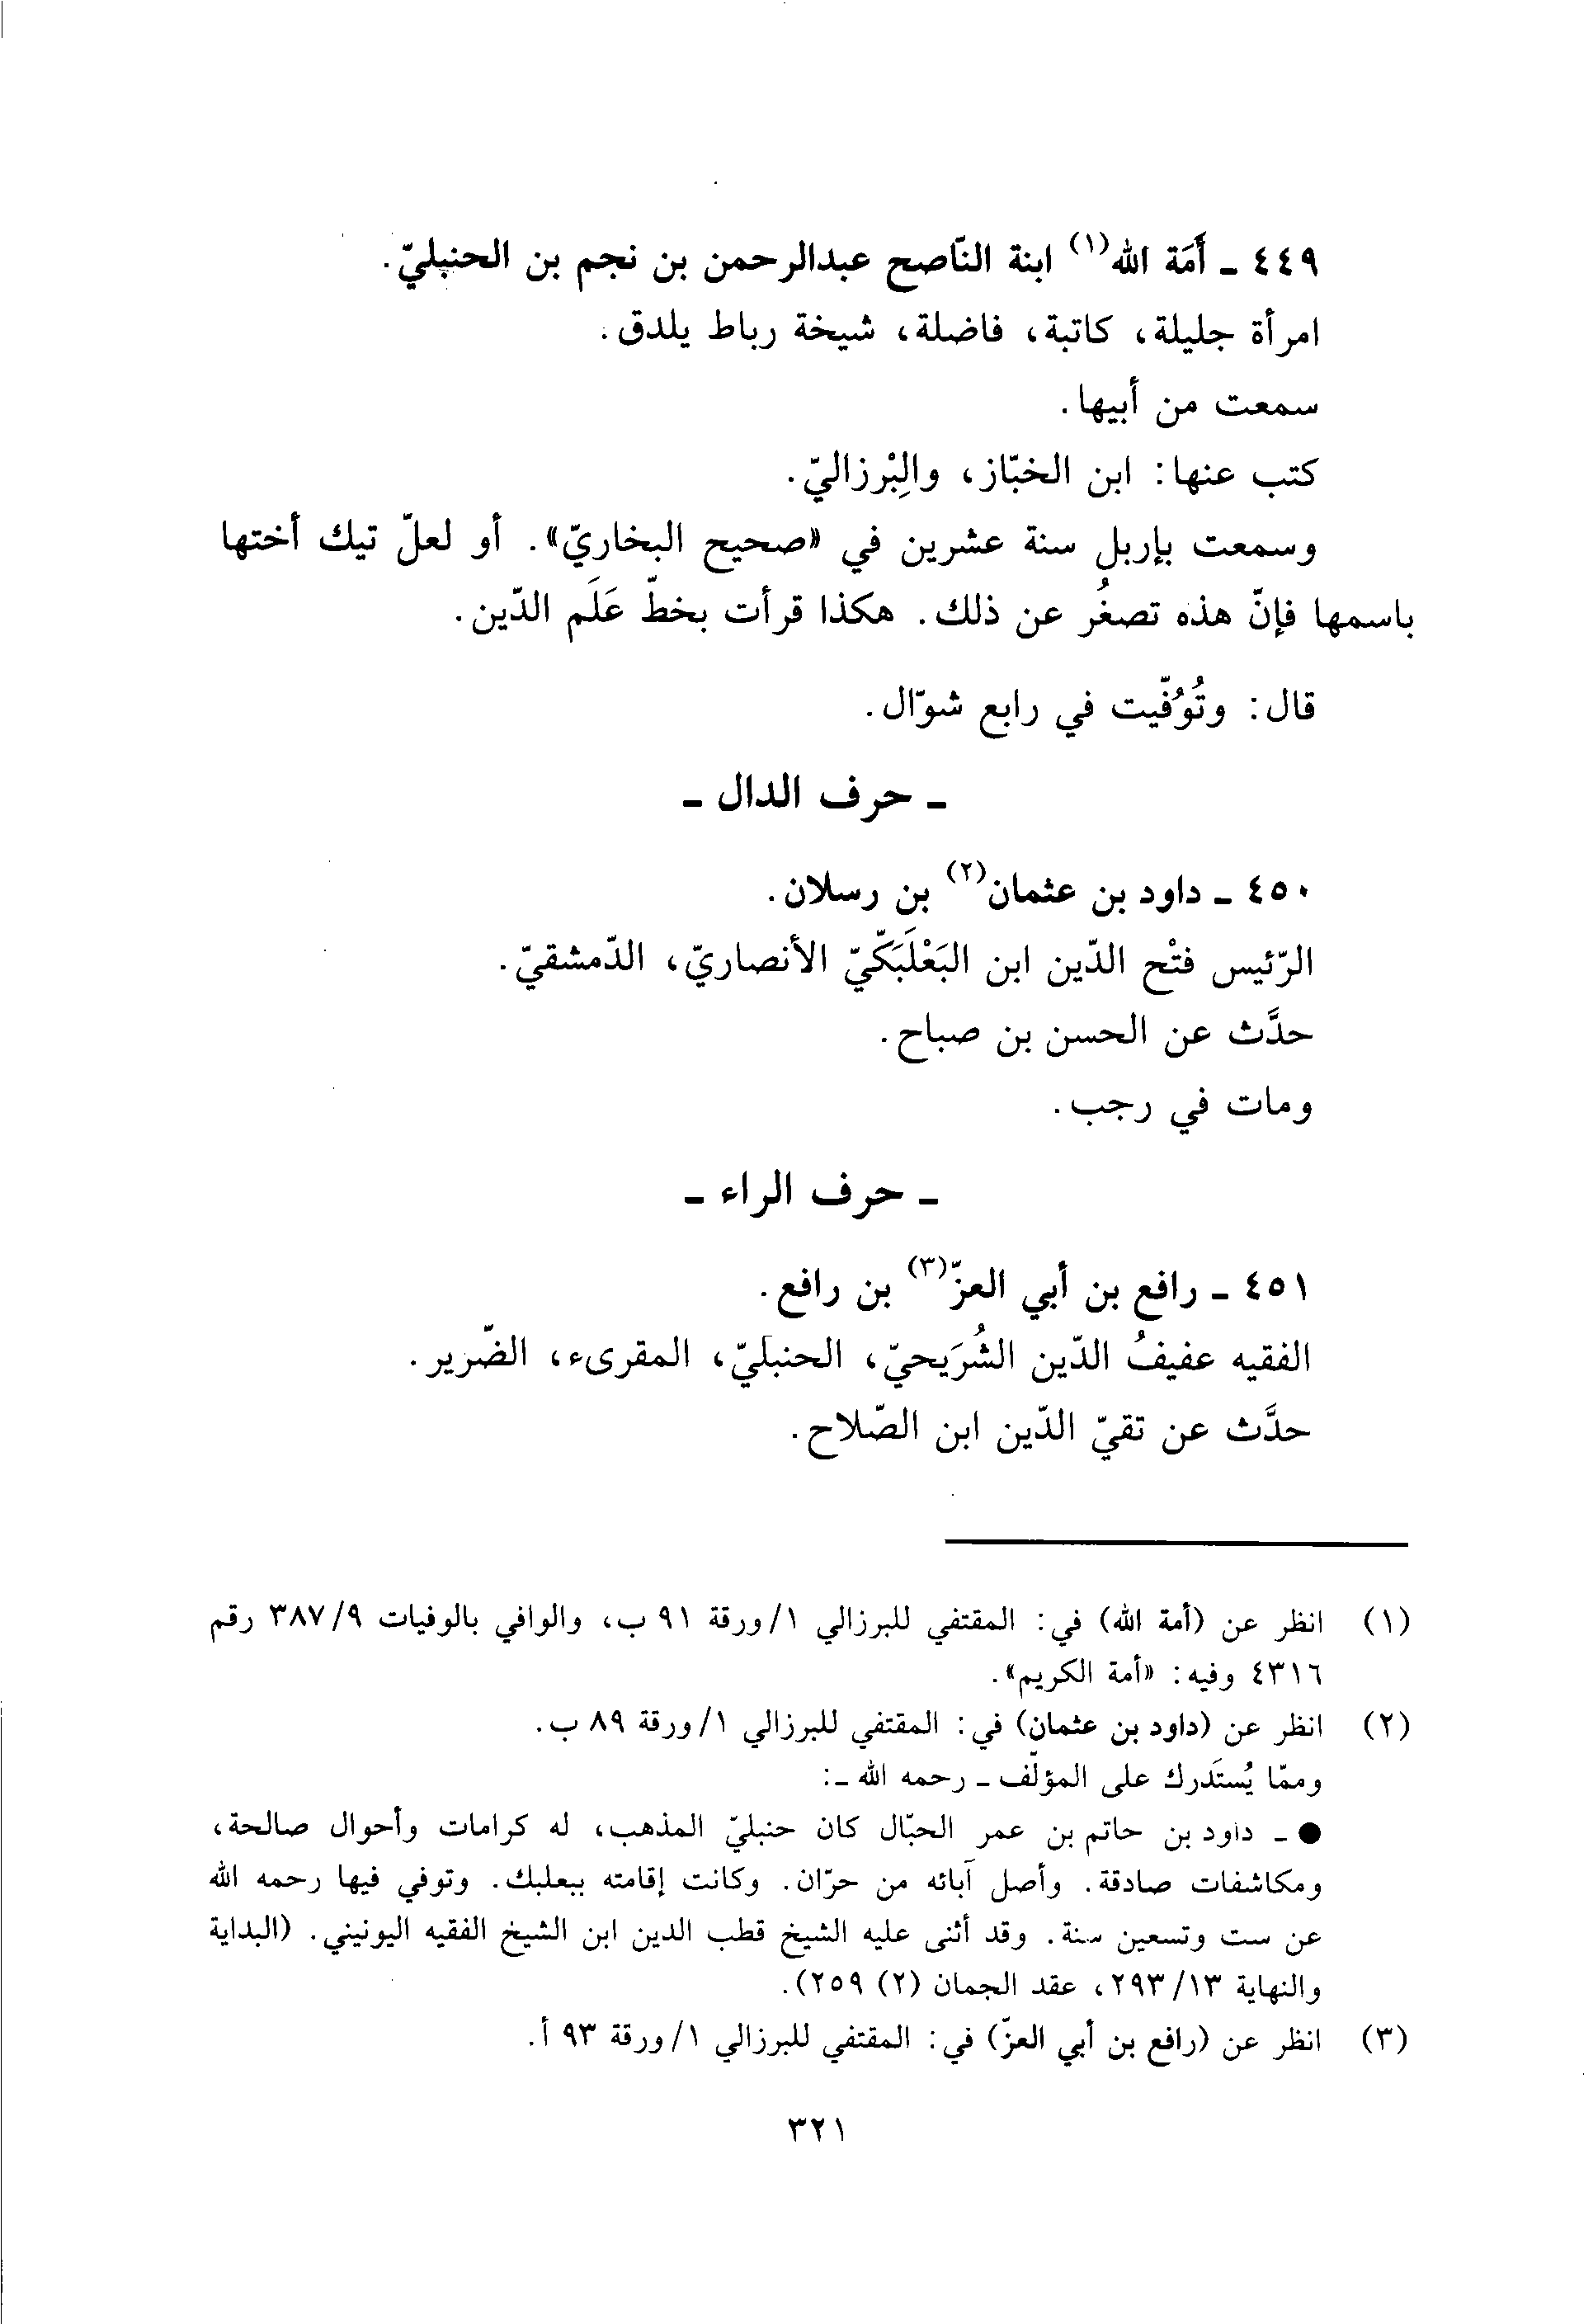 ٤٤٩ ـ أَمَة الله(١) ابنة النّاصح عبدالرحمن بن نجم بن الحنبليّ.
امرأة جليلة، كاتبة، فاضلة، شيخة رباط يلدق.
سمعت من أبيها.
كتب عنها: ابن الخبّاز، والبِرْزاليّ.
وسمعت بإربل سنة عشرين في «صحيح البخاريّ». أو لعلّ تيك أختها
باسمها فإنّ هذه تصغُر عن ذلك. هكذا قرأت بخطّ عَلَم الدّين.
قال: وتُوُفّيت في رابع شوّال.
ـ حرف الدال ـ
٤٥٠ ـ داود بن عثمان(٢) بن رسلان.
الرّئيس فتْح الدّين ابن البَعْلَبَكّيّ الأنصاريّ، الدّمشقيّ.
حدَّث عن الحسن بن صباح.
ومات في رجب.
ـ حرف الراء ـ
٤٥١ ـ رافع بن أبي العزّ(٣) بن رافع.
الفقيه عفيفُ الدّين الشُرَيحيّ، الحنبليّ، المقرىء، الضّرير.
حدَّث عن تقيّ الدّين ابن الصّلاح.
(١) انظر عن (أمة الله) في: المقتفي للبرزالي ١/ورقة ٩١ ب، والوافي بالوفيات ٣٨٧/٩ رقم
٤٣١٦ وفيه: «أمة الكريم».
(٢) انظر عن (داود بن عثمان) في: المقتفي للبرزالي ١/ورقة ٨٩ ب.
وممّا يُستَدرك على المؤلّف ـ رحمه الله ـ:
● ـ داود بن حاتم بن عمر الحبّال كان حنبليّ المذهب، له كرامات وأحوال صالحة،
ومكاشفات صادقة. وأصل آبائه من حرّان. وكانت إقامته ببعلبك. وتوفي فيها رحمه الله
عن ست وتسعين سنة. وقد أثنى عليه الشيخ قطب الدين ابن الشيخ الفقيه اليونيني. (البداية
والنهاية ٢٩٣/١٣، عقد الجمان (٢) ٢٥٩).
(٣) انظر عن (رافع بن أبي العزّ) في: المقتفي للبرزالي ١/ورقة ٩٣ أ.
٣٢١